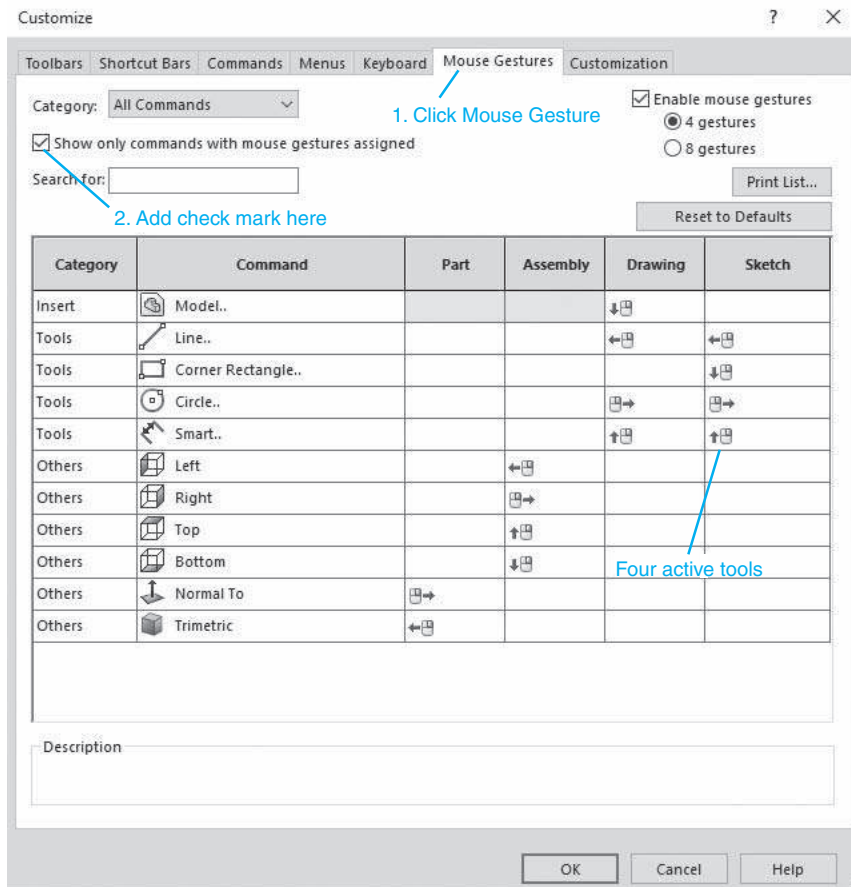 Customize
?
Toolbars Shortcut Bars Commands Menus Keyboard Mouse Gestures Customization
Category: All Commands
1. Click Mouse Gesture
Enable mouse gestures
4 gestures
8 gestures
Show only commands with mouse gestures assigned
Search for:
Print List...
2. Add check mark here
Reset to Defaults
Category Command Part Assembly Drawing Sketch
Insert Model..
Tools Line..
Tools Corner Rectangle..
Tools Circle..
Tools Smart..
Others Left
Others Right
Others Top
Others Bottom
Four active tools
Others Normal To
Others Trimetric
Description
OK Cancel Help